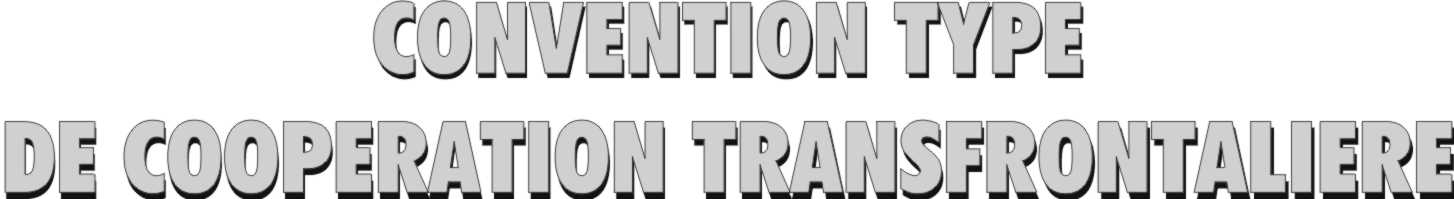 CONVENTION TYPE
DE COOPERATION TRANSFRONTALIERE